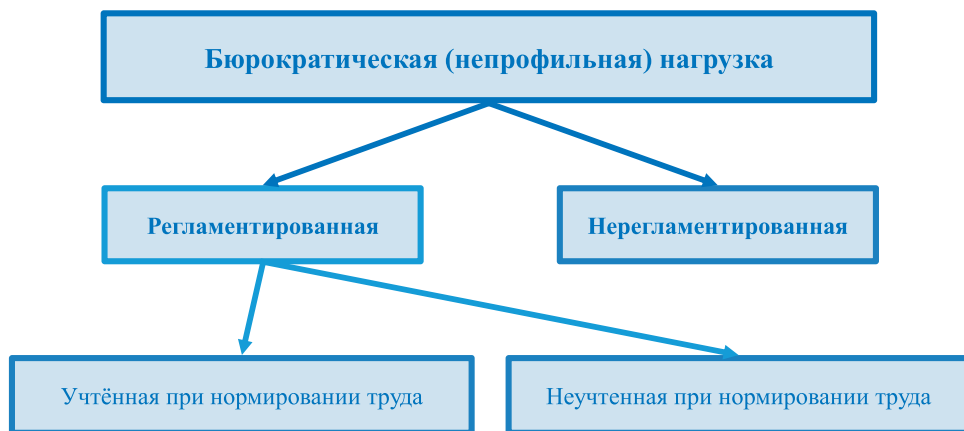 Бюрократическая (непрофильная) нагрузка
Регламентированная
Нерегламентированная
Учтённая при нормировании труда
Неучтенная при нормировании труда